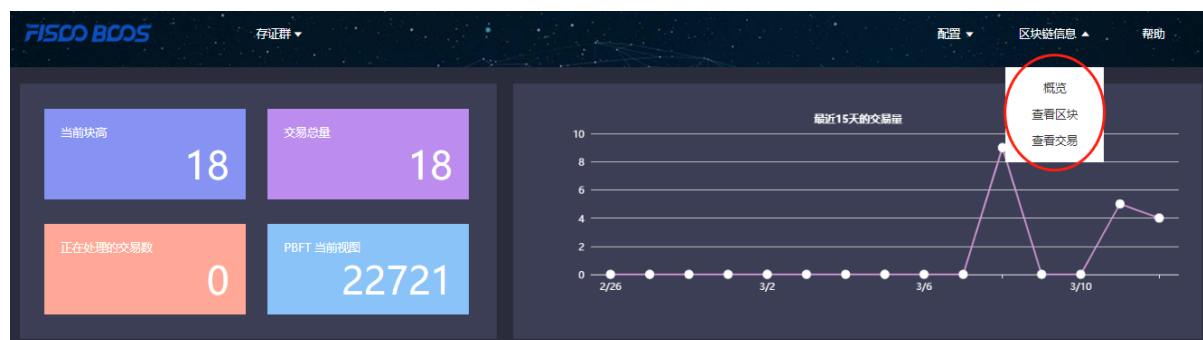 FISCO BCOS 存证群 ▾ 配置 ▾ 区块链信息 ▴ 帮助
概览
查看区块
查看交易
当前块高
18
交易总量
18
正在处理的交易数
0
PBFT 当前视图
22721
最近15天的交易量
10
8
6
4
2
0
2/26 3/2 3/6 3/10